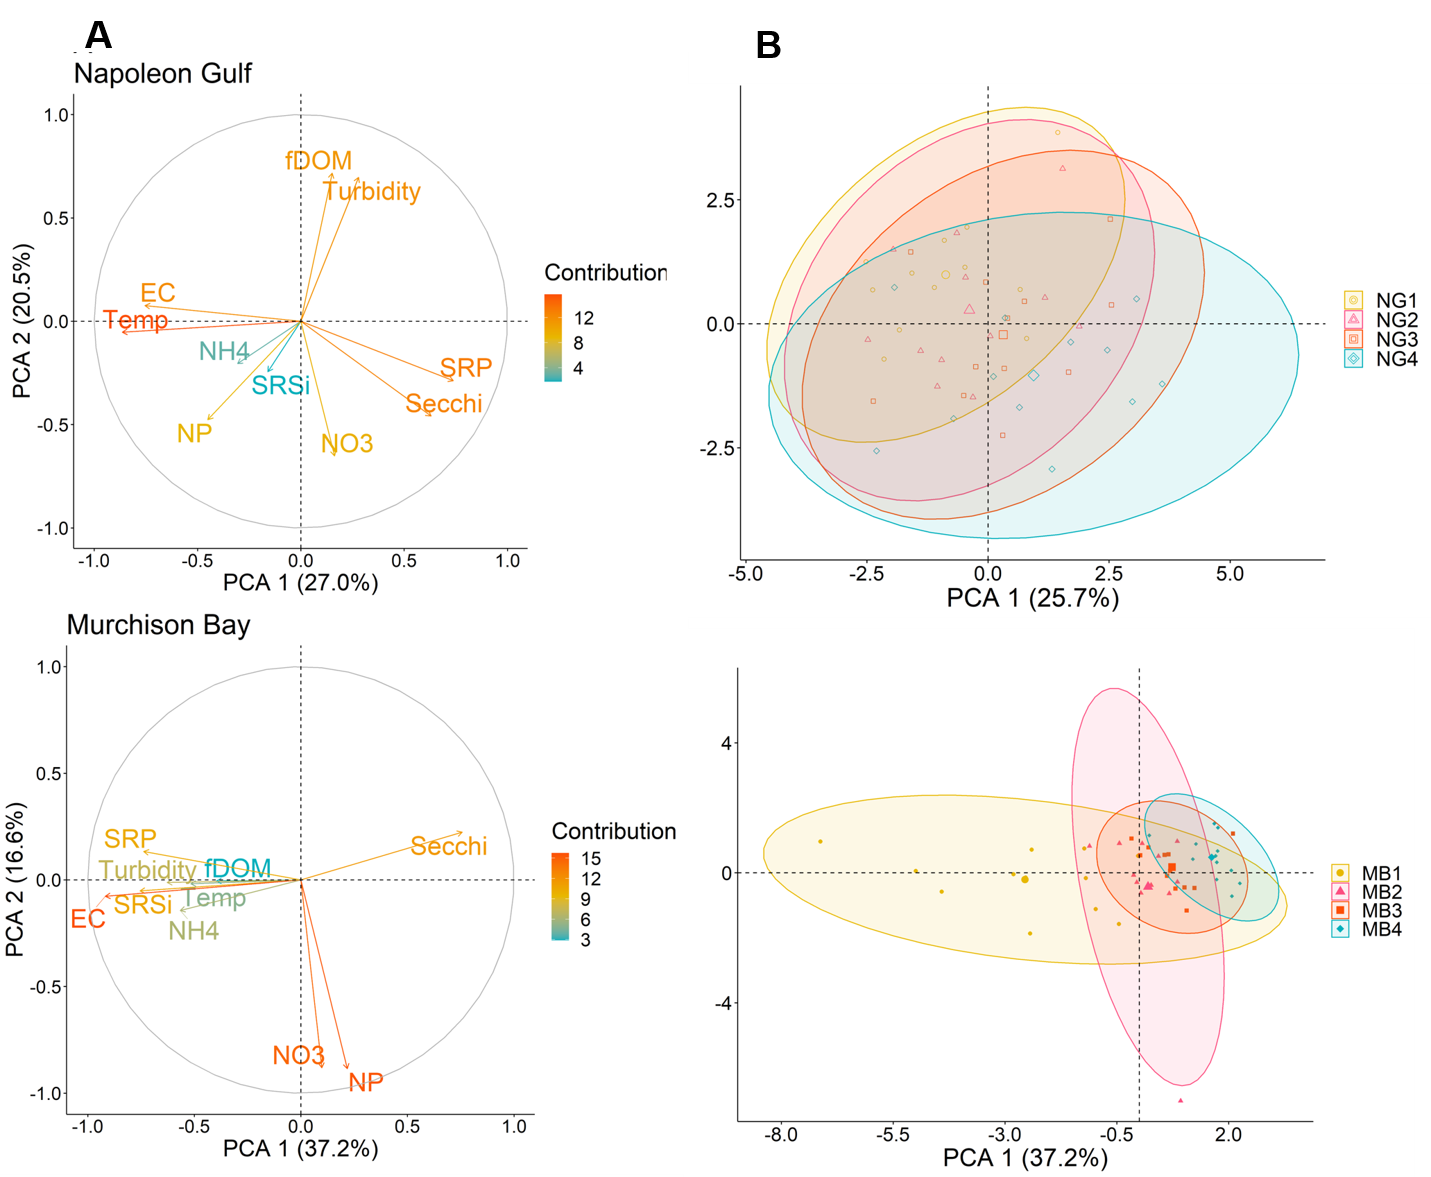 A
B
Napoleon Gulf
1.0
0.5
0.0
-0.5
-1.0
PCA 2 (20.5%)
fDOM
Turbidity
EC
Temp
NH4
SRSi
SRP
Secchi
NP
NO3
-1.0 -0.5 0.0 0.5 1.0
PCA 1 (27.0%)
Contribution
12
8
4
2.5
0.0
-2.5
-5.0 -2.5 0.0 2.5 5.0
PCA 1 (25.7%)
NG1
NG2
NG3
NG4
Murchison Bay
1.0
0.5
0.0
-0.5
-1.0
PCA 2 (16.6%)
SRP
Secchi
Turbidity
fDOM
Temp
SRSi
EC
NH4
NO3
NP
-1.0 -0.5 0.0 0.5 1.0
PCA 1 (37.2%)
Contribution
15
12
9
6
3
4
0
-4
-8.0 -5.5 -3.0 -0.5 2.0
PCA 1 (37.2%)
MB1
MB2
MB3
MB4